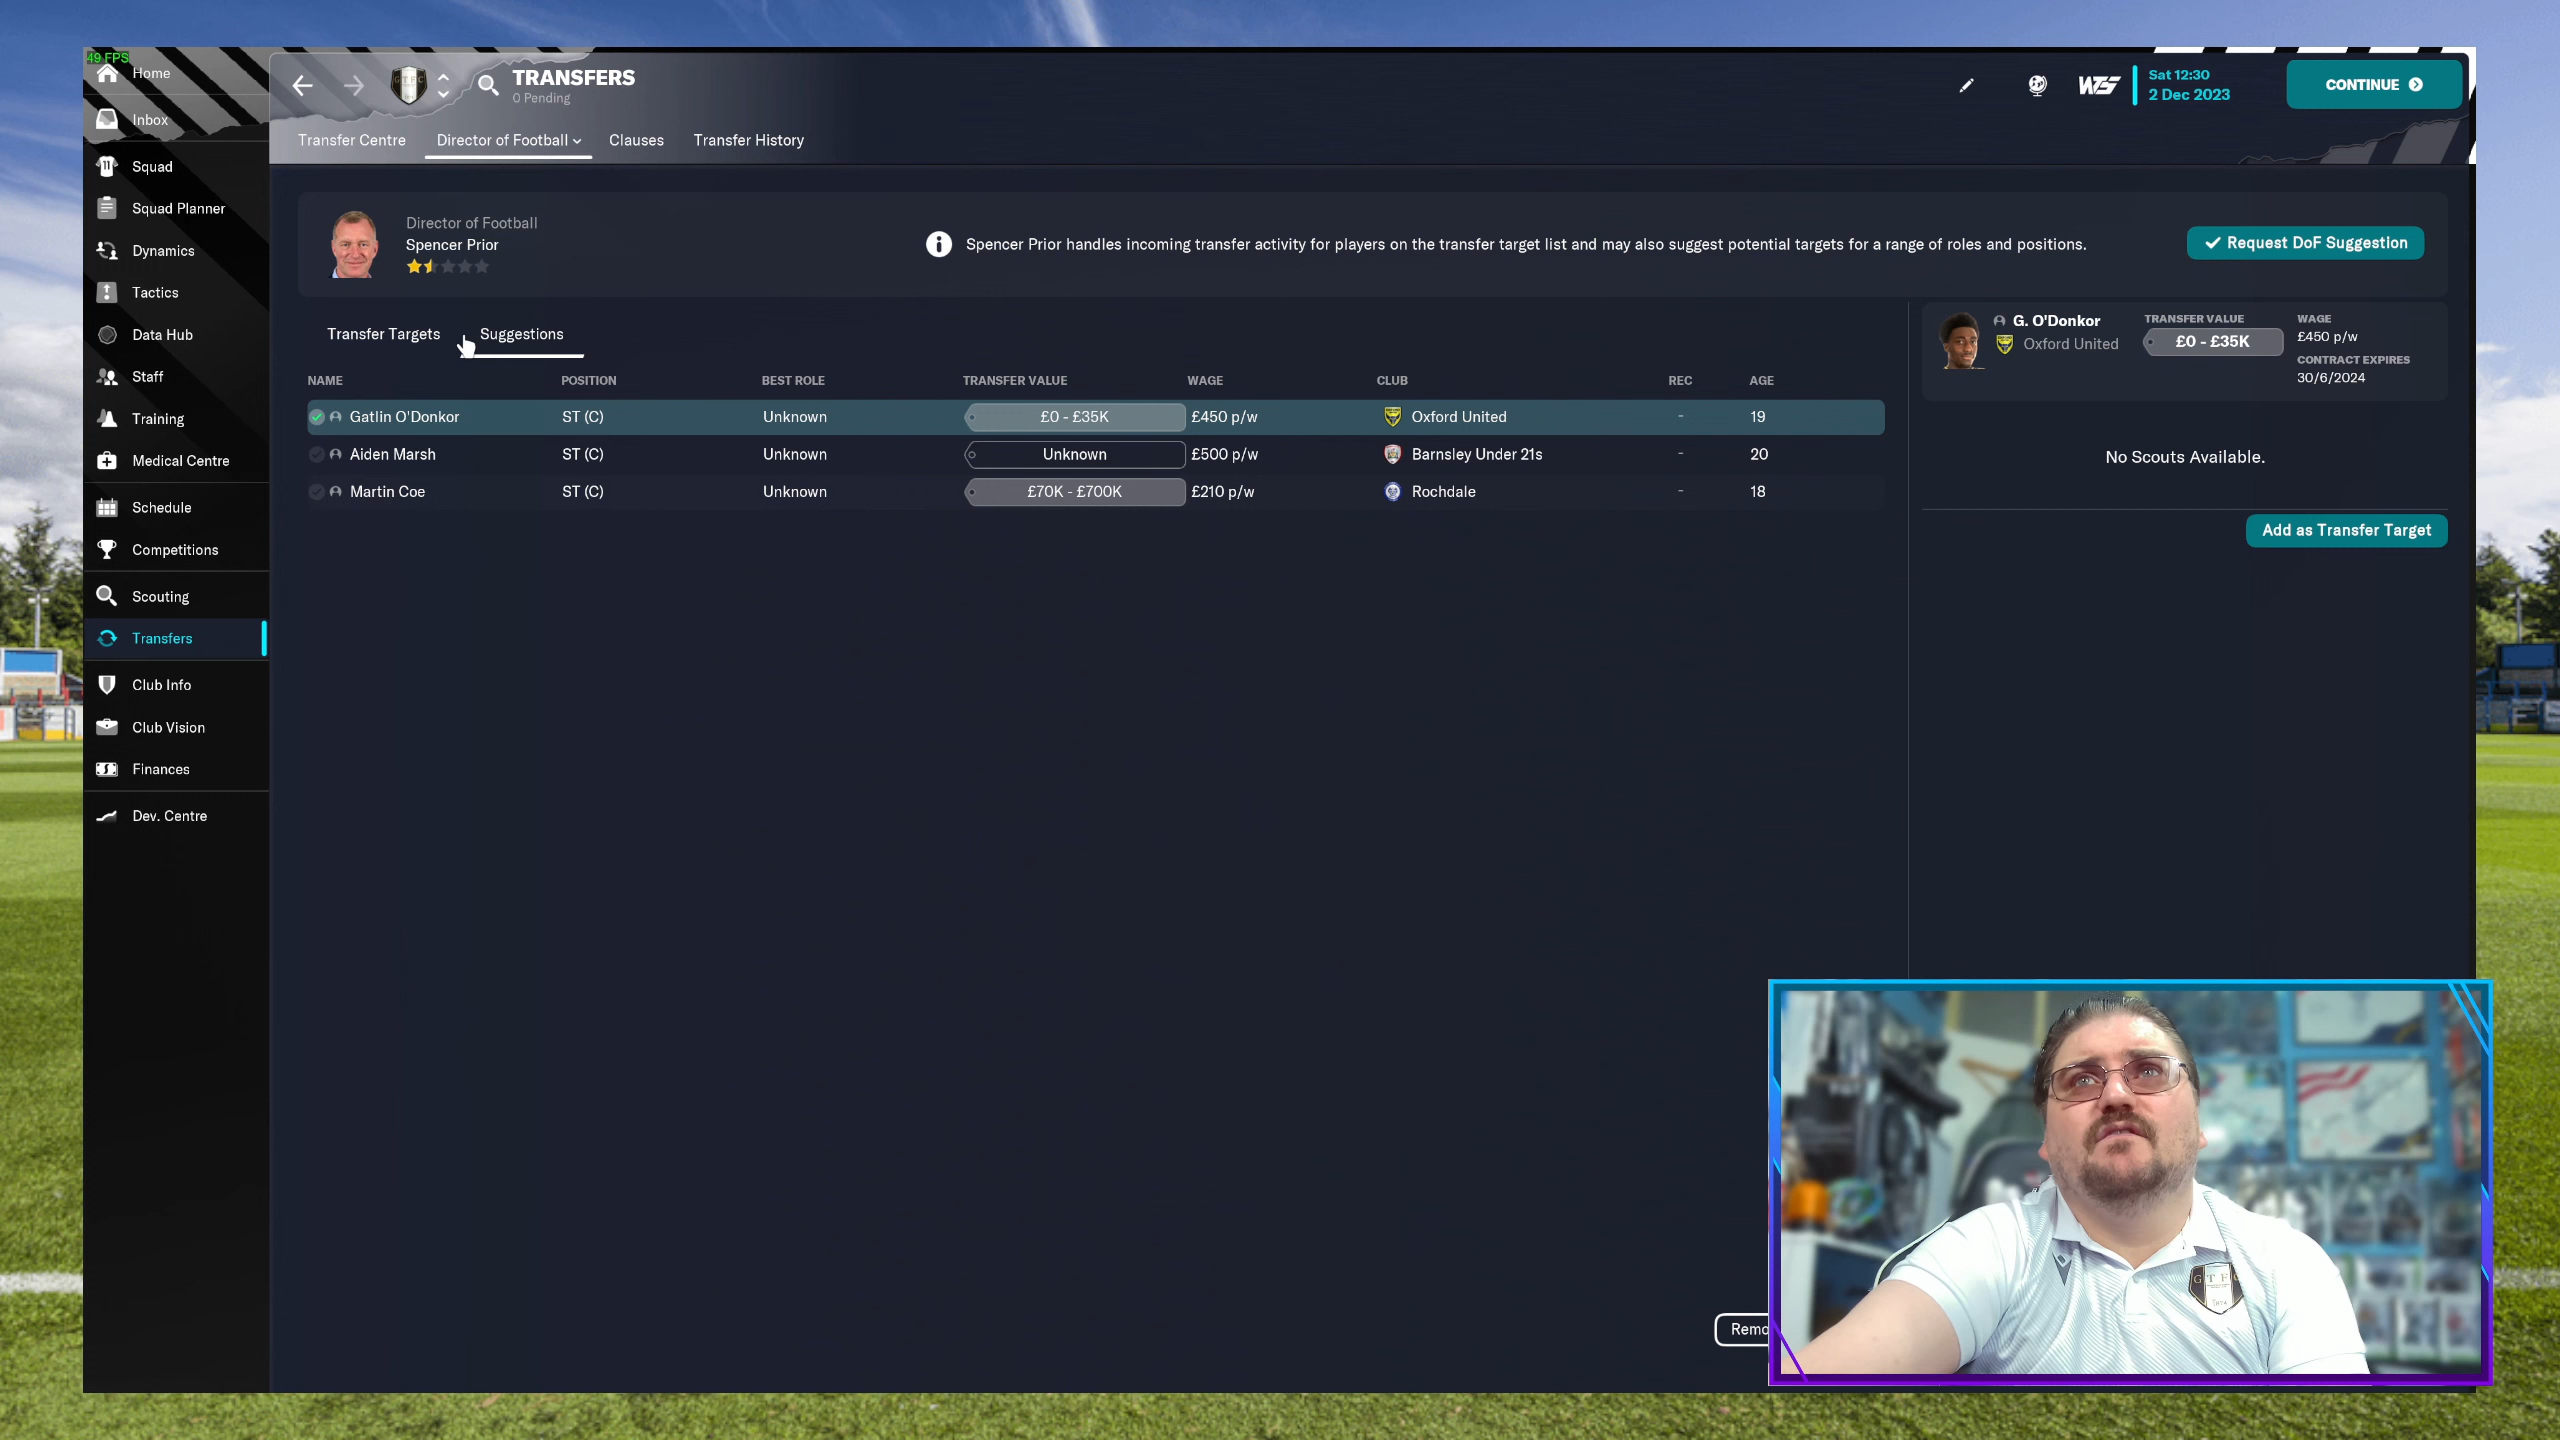 49 FPS
Home
Inbox
Squad
Squad Planner
Dynamics
Tactics
Data Hub
Staff
Training
Medical Centre
Schedule
Competitions
Scouting
Transfers
Club Info
Club Vision
Finances
Dev. Centre
TRANSFERS
0 Pending
Sat 12:30
2 Dec 2023
CONTINUE
Transfer Centre Director of Football Clauses Transfer History
Director of Football
Spencer Prior
Spencer Prior handles incoming transfer activity for players on the transfer target list and may also suggest potential targets for a range of roles and positions.
Request DoF Suggestion
Transfer Targets Suggestions
NAME POSITION BEST ROLE TRANSFER VALUE WAGE CLUB REC AGE
Gatlin O'Donkor ST (C) Unknown £0 - £35K £450 p/w Oxford United - 19
Aiden Marsh ST (C) Unknown Unknown £500 p/w Barnsley Under 21s - 20
Martin Coe ST (C) Unknown £70K - £700K £210 p/w Rochdale - 18
G. O'Donkor
Oxford United
TRANSFER VALUE
£0 - £35K
WAGE
£450 p/w
CONTRACT EXPIRES
30/6/2024
No Scouts Available.
Add as Transfer Target
Remo
GTFC